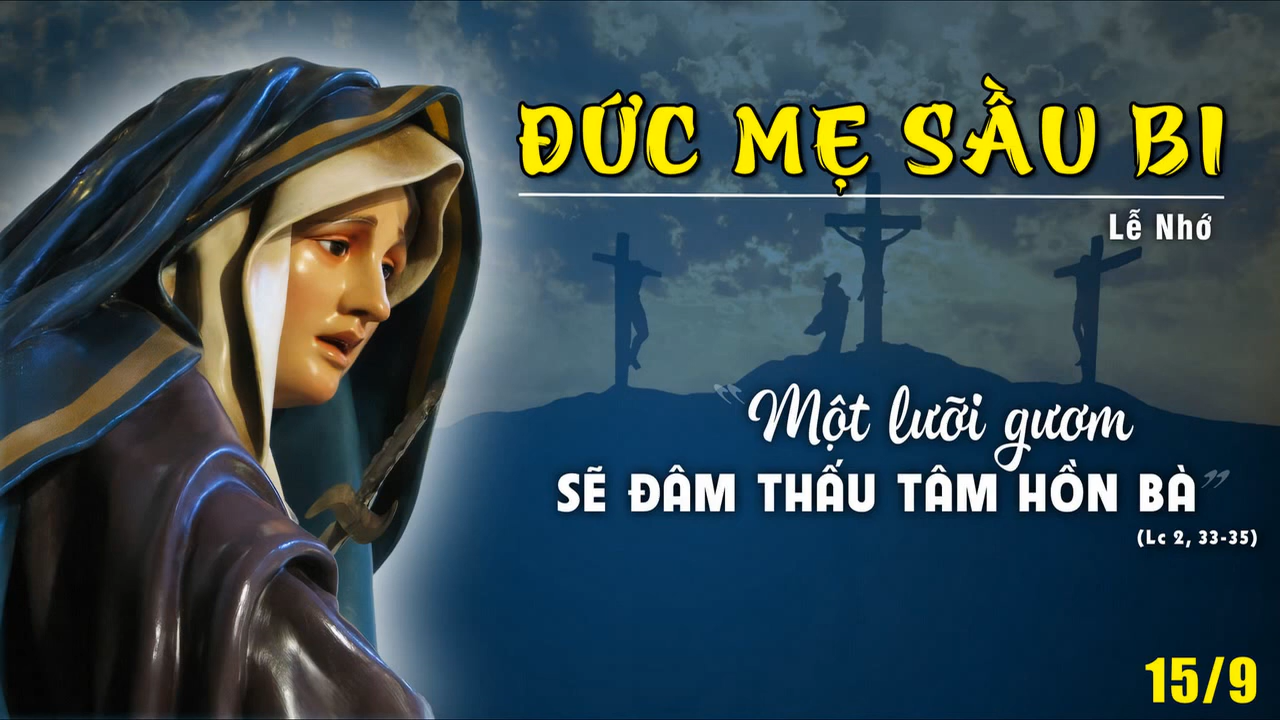 ĐỨC MẸ SẦU BI
Lễ Nhớ
“Một lưỡi gươm
SẼ ĐÂM THẤU TÂM HỒN BÀ”
(Lc 2, 33-35)
15/9